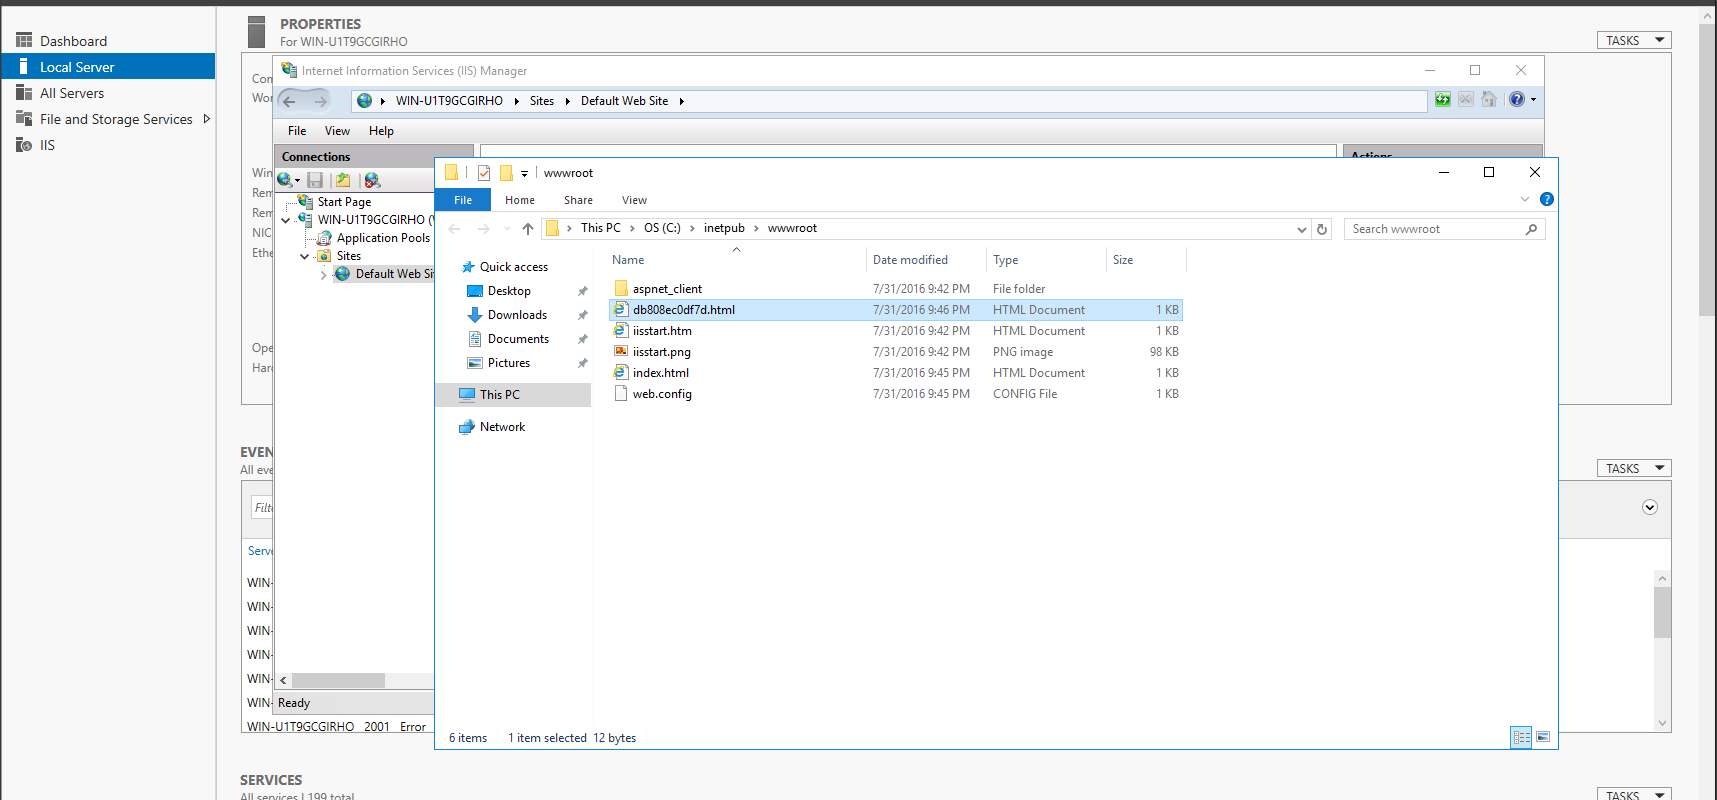 PROPERTIES
For WIN-U1T9GCGIRHO
TASKS
Dashboard
Local Server
All Servers
File and Storage Services
IIS
Internet Information Services (IIS) Manager
WIN-U1T9GCGIRHO Sites Default Web Site
File View Help
Connections
Actions
Start Page
WIN-U1T9GCGIRHO (
Application Pools
Sites
Default Web Si
Ready
wwwroot
File Home Share View
This PC OS (C:) inetpub wwwroot
Search wwwroot
Quick access
Desktop
Downloads
Documents
Pictures
This PC
Network
Name Date modified Type Size
aspnet_client 7/31/2016 9:42 PM File folder
db808ec0df7d.html 7/31/2016 9:46 PM HTML Document 1 KB
iisstart.htm 7/31/2016 9:42 PM HTML Document 1 KB
iisstart.png 7/31/2016 9:42 PM PNG image 98 KB
index.html 7/31/2016 9:45 PM HTML Document 1 KB
web.config 7/31/2016 9:45 PM CONFIG File 1 KB
6 items 1 item selected 12 bytes
Con
Wor
Win
Rem
Rem
NIC
Ethe
Ope
Hard
EVEN
All eve
TASKS
Filte
Serve
WIN-
WIN-
WIN-
WIN-
WIN-
WIN-
WIN-U1T9GCGIRHO 2001 Error
SERVICES
All services | 199 total
TASKS